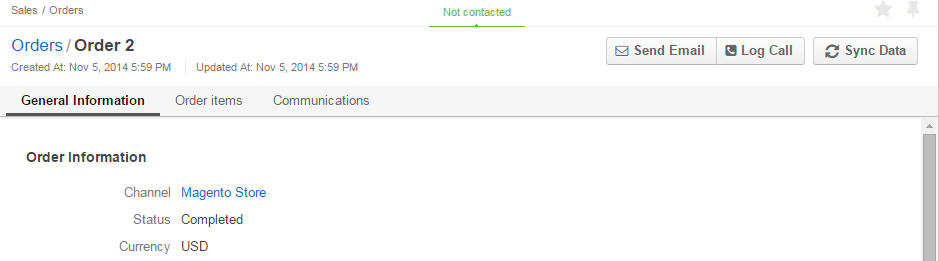 Sales / Orders
Not contacted
Orders / Order 2
Send Email Log Call Sync Data
Created At: Nov 5, 2014 5:59 PM Updated At: Nov 5, 2014 5:59 PM
General Information Order items Communications
Order Information
Channel Magento Store
Status Completed
Currency USD